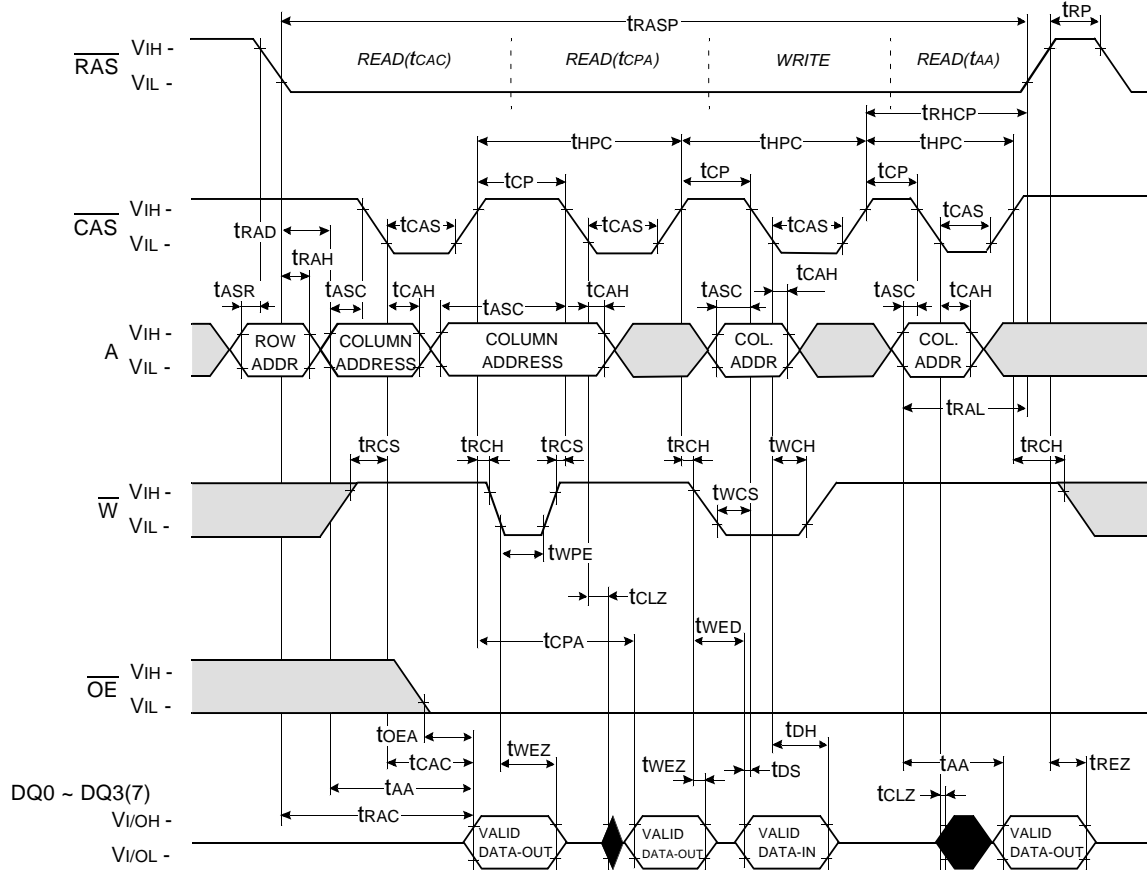 tRASP
tRP
RAS
VIH -
VIL -
READ(tCAC)
READ(tCPA)
WRITE
READ(tAA)
tRHCP
tHPC
tHPC
tHPC
tCP
tCP
tCP
CAS
VIH -
VIL -
tCAS
tCAS
tCAS
tCAS
tRAD
tRAH
tCAH
tASR
tASC
tCAH
tASC
tCAH
tASC
tASC
tCAH
A
VIH -
VIL -
ROW
ADDR
COLUMN
ADDRESS
COLUMN
ADDRESS
COL.
ADDR
COL.
ADDR
tRAL
tRCS
tRCH
tRCS
tRCH
tWCH
tRCH
W
VIH -
VIL -
tWCS
tWPE
tCLZ
tCPA
tWED
OE
VIH -
VIL -
tOEA
tWEZ
tDH
tCAC
tWEZ
tDS
tAA
tREZ
tAA
tCLZ
DQ0 ~ DQ3(7)
tRAC
VI/OH -
VI/OL -
VALID
DATA-OUT
VALID
DATA-OUT
VALID
DATA-IN
VALID
DATA-OUT